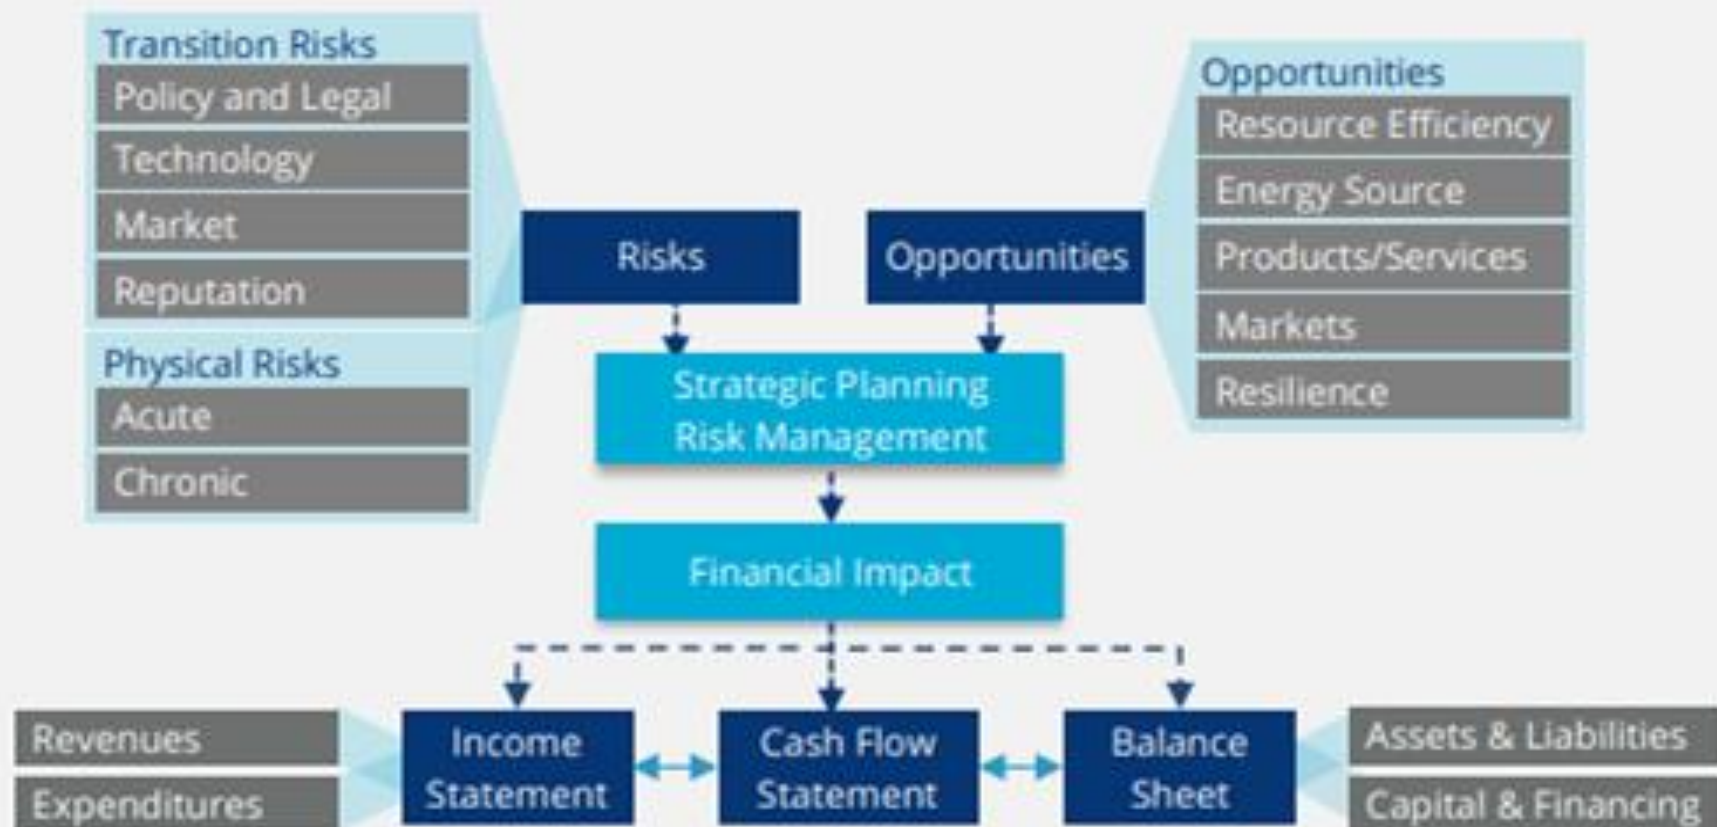 Transition Risks
Policy and Legal
Technology
Market
Reputation
Physical Risks
Acute
Chronic
Risks
Opportunities
Opportunities
Resource Efficiency
Energy Source
Products/Services
Markets
Resilience
Strategic Planning
Risk Management
Financial Impact
Revenues
Expenditures
Income
Statement
Cash Flow
Statement
Balance
Sheet
Assets & Liabilities
Capital & Financing